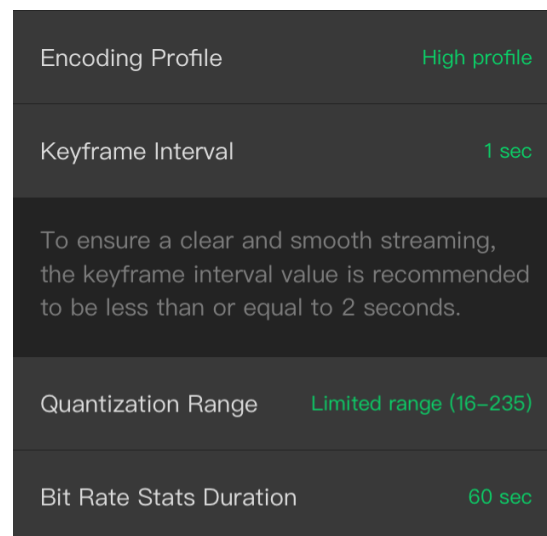 Encoding Profile High profile
Keyframe Interval 1 sec
To ensure a clear and smooth streaming,
the keyframe interval value is recommended
to be less than or equal to 2 seconds.
Quantization Range Limited range (16–235)
Bit Rate Stats Duration 60 sec